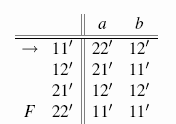 a b
→ 11′ 22′ 12′
12′ 21′ 11′
21′ 12′ 12′
F 22′ 11′ 11′